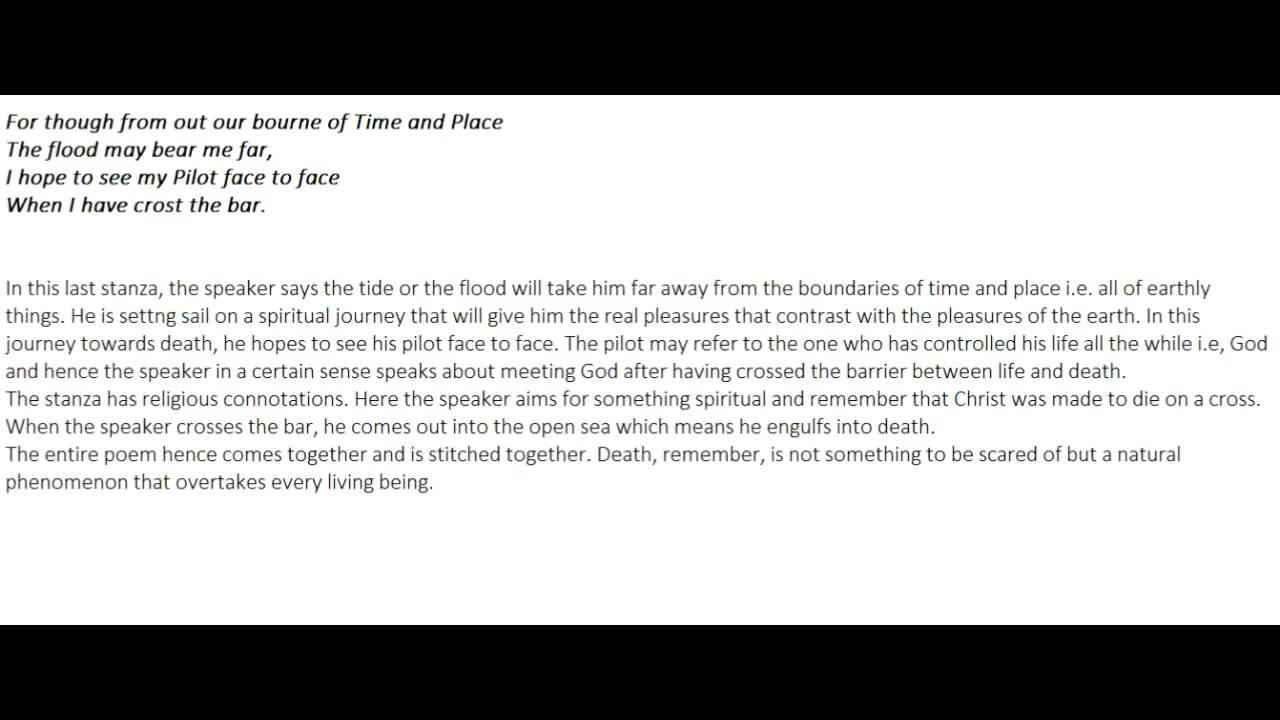 For though from out our bourne of Time and Place
The flood may bear me far,
I hope to see my Pilot face to face
When I have crost the bar.
In this last stanza, the speaker says the tide or the flood will take him far away from the boundaries of time and place i.e. all of earthly
things. He is settng sail on a spiritual journey that will give him the real pleasures that contrast with the pleasures of the earth. In this
journey towards death, he hopes to see his pilot face to face. The pilot may refer to the one who has controlled his life all the while i.e, God
and hence the speaker in a certain sense speaks about meeting God after having crossed the barrier between life and death.
The stanza has religious connotations. Here the speaker aims for something spiritual and remember that Christ was made to die on a cross.
When the speaker crosses the bar, he comes out into the open sea which means he engulfs into death.
The entire poem hence comes together and is stitched together. Death, remember, is not something to be scared of but a natural
phenomenon that overtakes every living being.